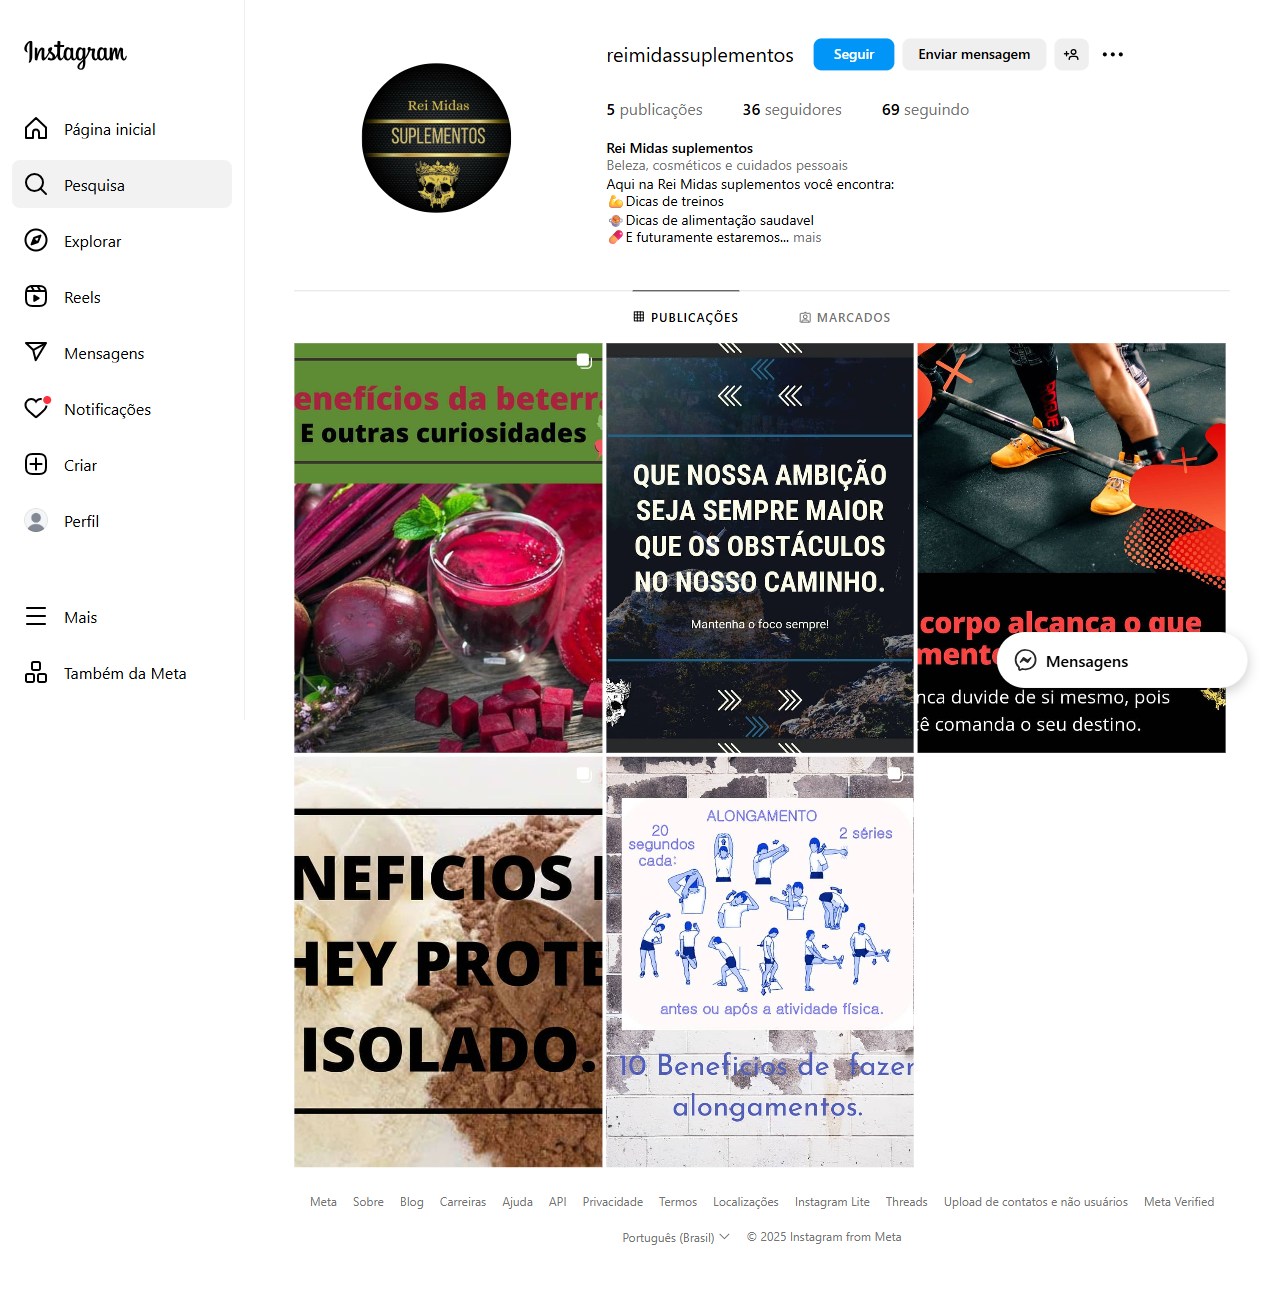 Instagram
Página inicial
Pesquisa
Explorar
Reels
Mensagens
Notificações
Criar
Perfil
Mais
Também da Meta
Rei Midas
SUPLEMENTOS
reimidassuplementos
Seguir
Enviar mensagem
5 publicações 36 seguidores 69 seguindo
Rei Midas suplementos
Beleza, cosméticos e cuidados pessoais
Aqui na Rei Midas suplementos você encontra:
💪Dicas de treinos
Dicas de alimentação saudavel
💊E futuramente estaremos... mais
PUBLICAÇÕES
MARCADOS
enefícios da beterr
E outras curiosidades
QUE NOSSA AMBIÇÃO
SEJA SEMPRE MAIOR
QUE OS OBSTÁCULOS
NO NOSSO CAMINHO.
Mantenha o foco sempre!
ROGUE
corpo alcança o que
mente
nca duvide de si mesmo, pois
cê comanda o seu destino.
Mensagens
NEFICIOS
HEY PROTE
ISOLADO.
ALONGAMENTO
20
segundos
cada:
2 séries
antes ou após a atividade física.
10 Beneficios de fazer
alongamentos.
Meta Sobre Blog Carreiras Ajuda API Privacidade Termos Localizações Instagram Lite Threads Upload de contatos e não usuários Meta Verified
Português (Brasil) © 2025 Instagram from Meta